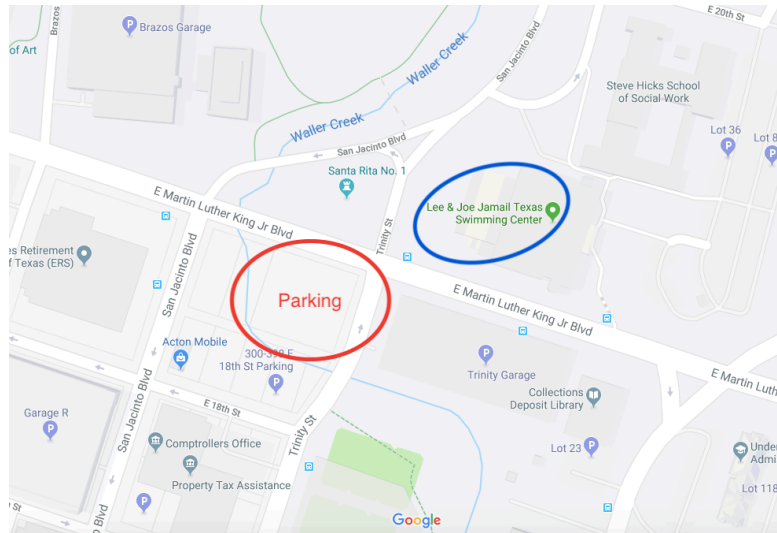 E 20th St
Brazos Garage
Brazos
of Art
Waller Creek
San Jacinto Blvd
Steve Hicks School
of Social Work
Waller Creek
Lot 36
Lot 8
San Jacinto Blvd
Santa Rita No. 1
E Martin Luther King Jr Blvd
Lee & Joe Jamail Texas
Swimming Center
Trinity St
es Retirement
of Texas (ERS)
San Jacinto Blvd
Parking
E Martin Luther King Jr Blvd
Acton Mobile
300-398 E
18th St Parking
Trinity Garage
E Martin Luth
Collections
Deposit Library
Garage R
San Jacinto Blvd
E 18th St
Trinity St
Comptrollers Office
Lot 23
Under
Admi
Property Tax Assistance
Lot 118
St
Google